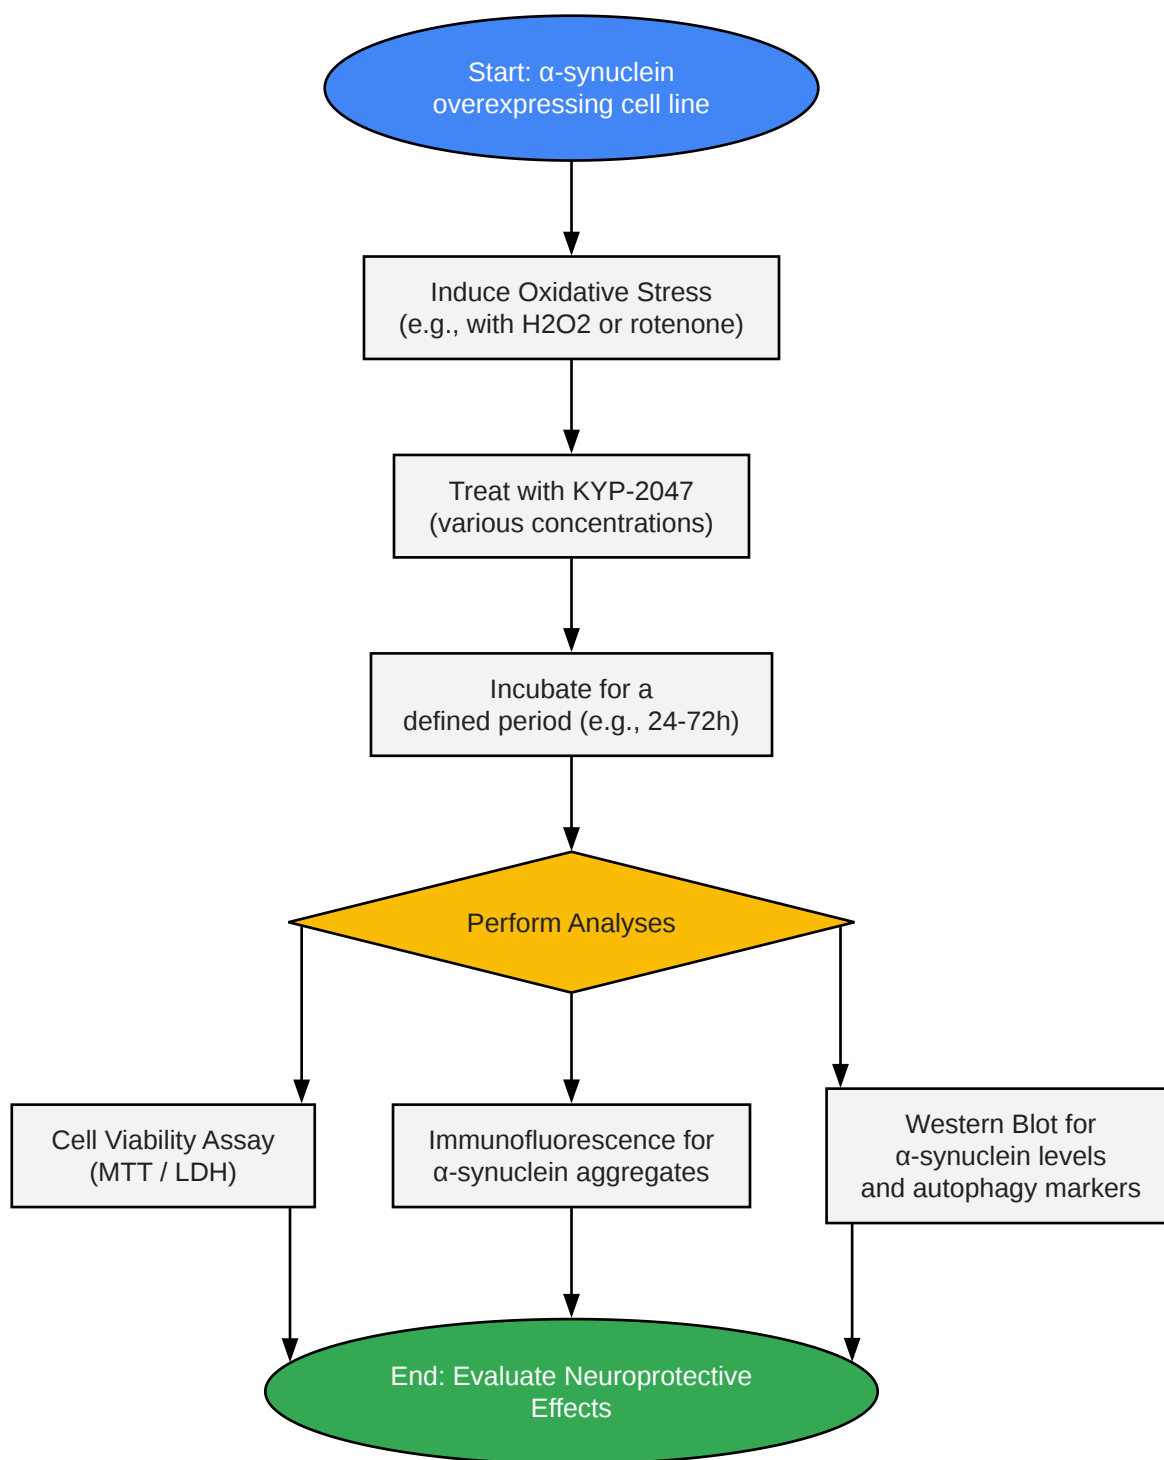 Start: α-synuclein
overexpressing cell line
Induce Oxidative Stress
(e.g., with H2O2 or rotenone)
Treat with KYP-2047
(various concentrations)
Incubate for a
defined period (e.g., 24-72h)
Perform Analyses
Cell Viability Assay
(MTT / LDH)
Immunofluorescence for
α-synuclein aggregates
Western Blot for
α-synuclein levels
and autophagy markers
End: Evaluate Neuroprotective
Effects